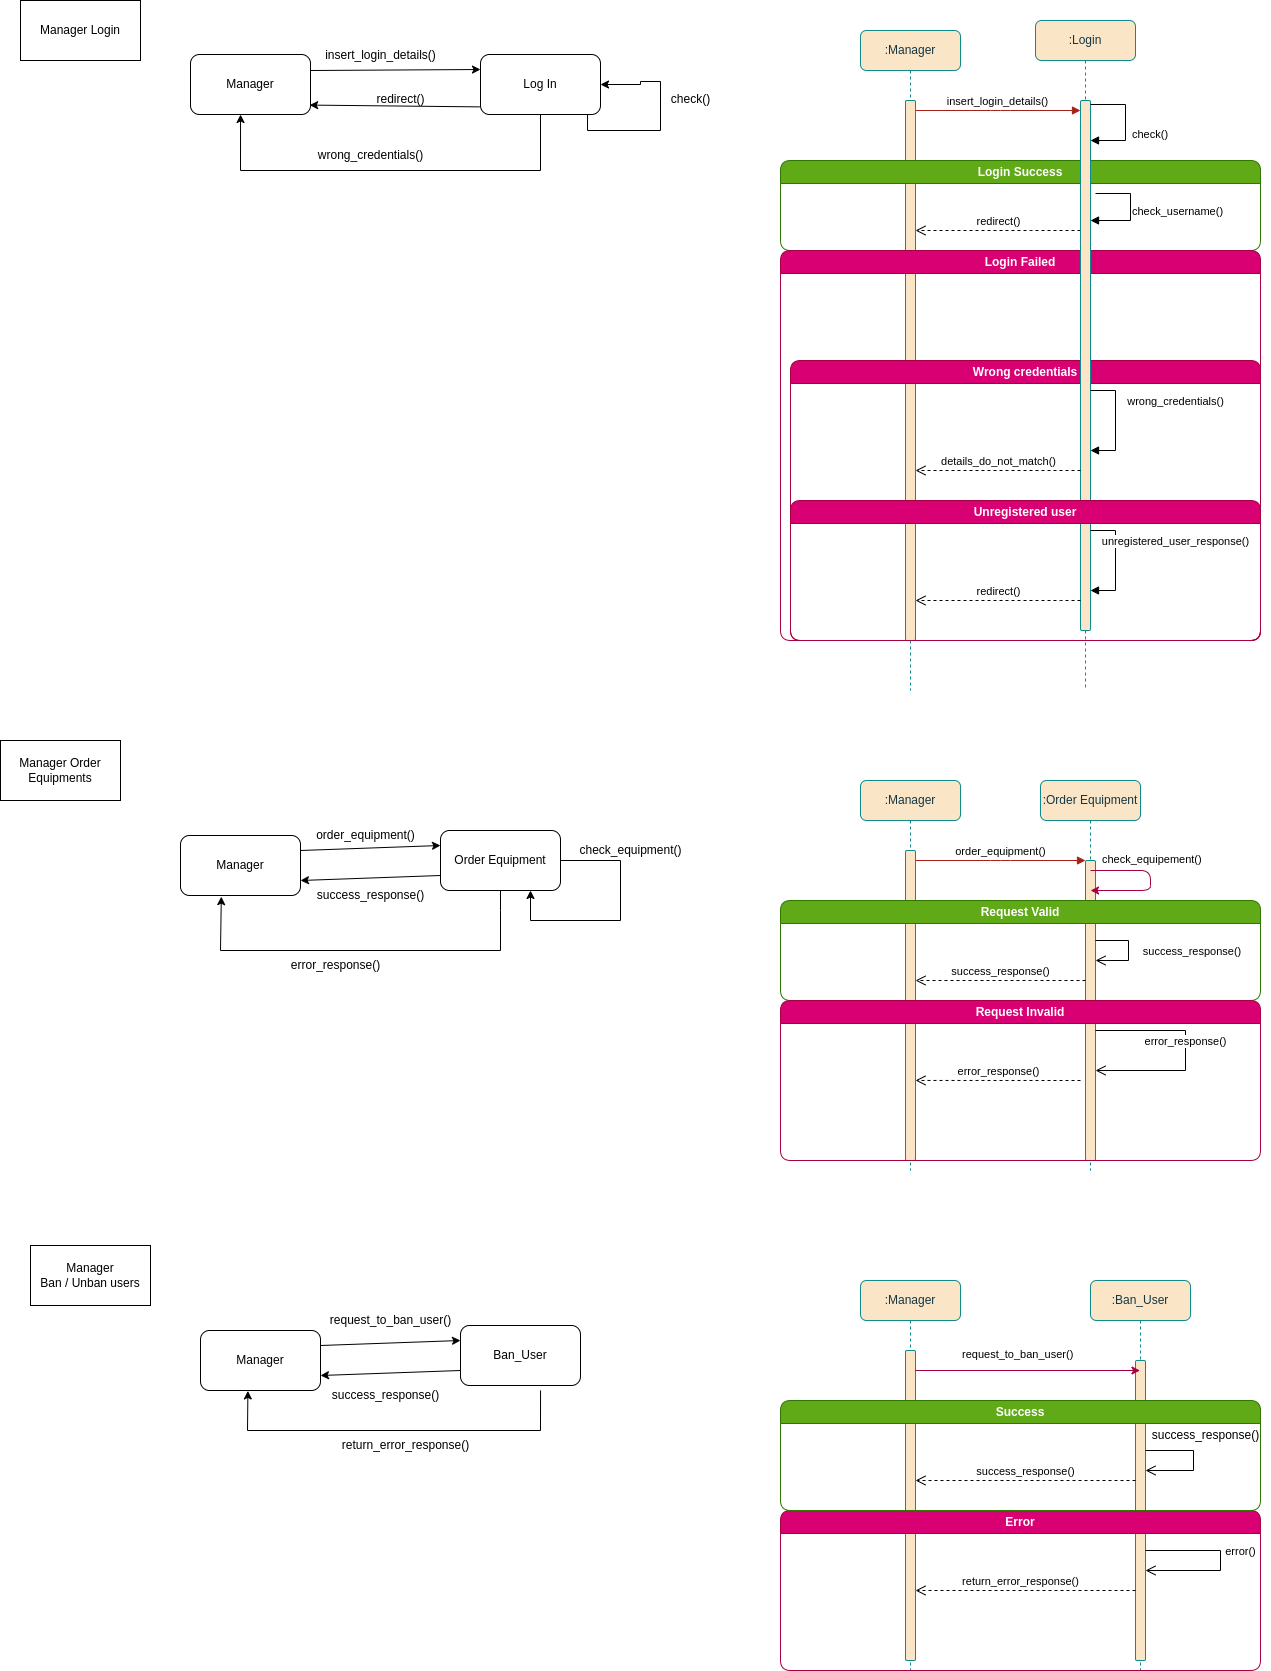 Manager Login
Manager
insert_login_details()
Log In
redirect()
check()
wrong_credentials()
:Manager
:Login
insert_login_details()
check()
Login Success
check_username()
redirect()
Login Failed
Wrong credentials
wrong_credentials()
details_do_not_match()
Unregistered user
unregistered_user_response()
redirect()
Manager Order
Equipments
Manager
order_equipment()
Order Equipment
check_equipment()
success_response()
error_response()
:Manager
:Order Equipment
order_equipment()
check_equipement()
Request Valid
success_response()
success_response()
Request Invalid
error_response()
error_response()
Manager
Ban / Unban users
Manager
request_to_ban_user()
Ban_User
success_response()
return_error_response()
:Manager
:Ban_User
request_to_ban_user()
Success
success_response()
success_response()
Error
error()
return_error_response()